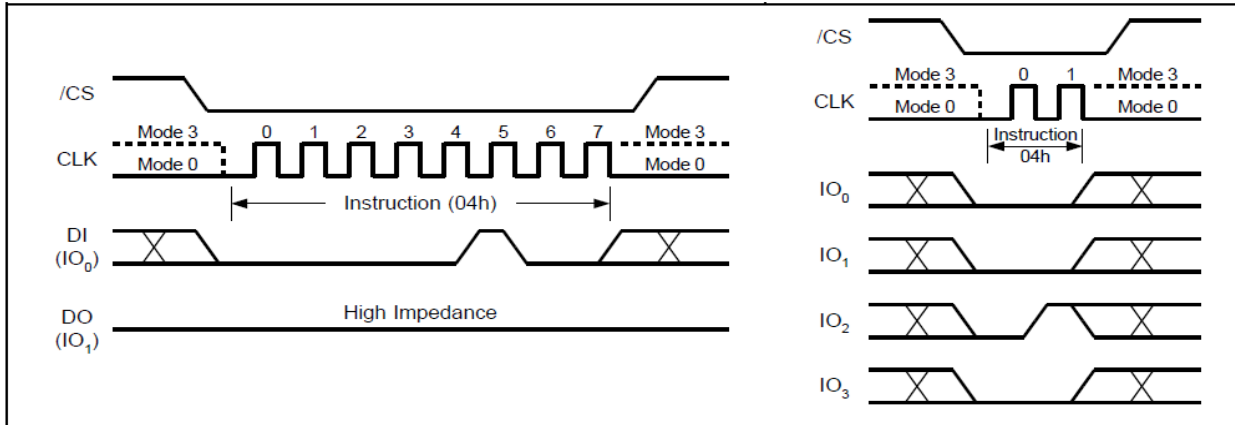 /CS
Mode 3 0 1 2 3 4 5 6 7 Mode 3
CLK Mode 0 Mode 0
Instruction (04h)
DI
(IO0)
High Impedance
DO
(IO1)
/CS
Mode 3 0 1 Mode 3
CLK Mode 0 Mode 0
Instruction
04h
IO0
IO1
IO2
IO3